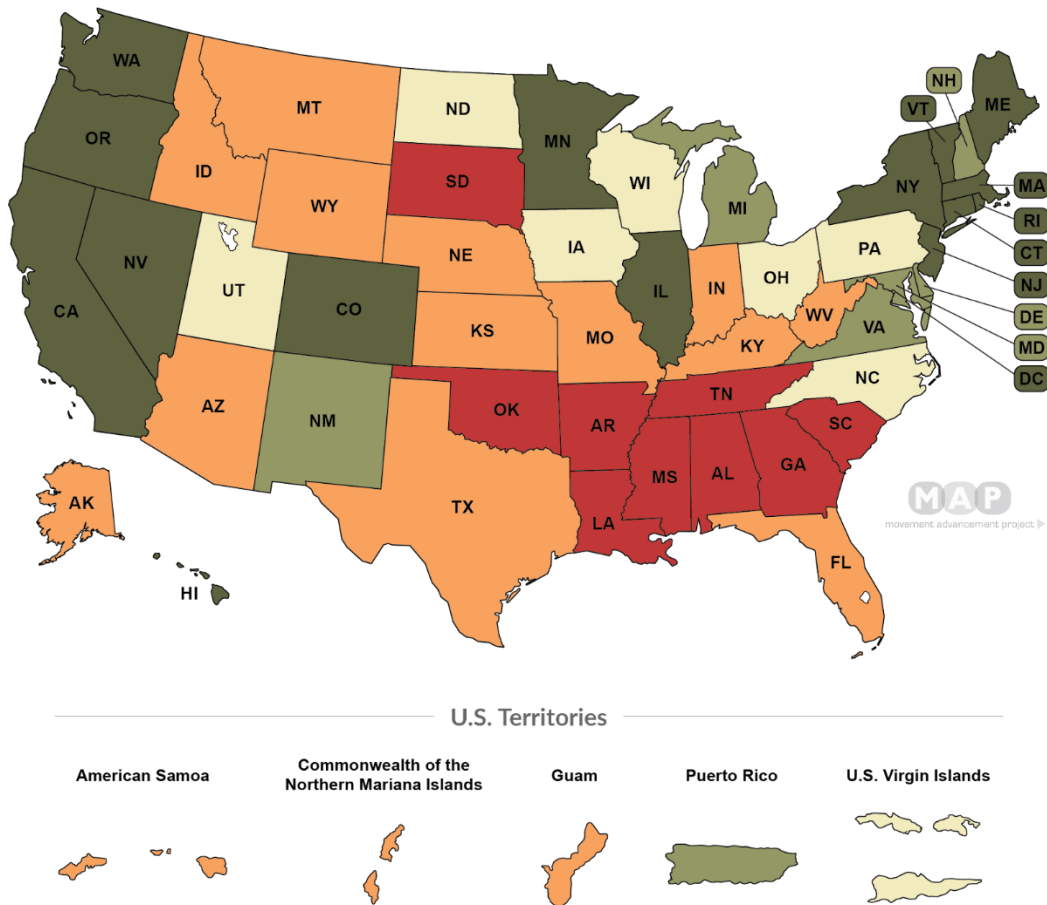 WA
OR
CA
NV
ID
MT
WY
UT
AZ
CO
NM
ND
SD
NE
KS
OK
TX
MN
IA
MO
AR
LA
WI
IL
MI
IN
OH
KY
TN
MS
AL
GA
SC
NC
VA
WV
PA
NY
FL
AK
HI
NH
VT
ME
MA
RI
CT
NJ
DE
MD
DC
MAP
movement advancement project
U.S. Territories
American Samoa
Commonwealth of the
Northern Mariana Islands
Guam
Puerto Rico
U.S. Virgin Islands